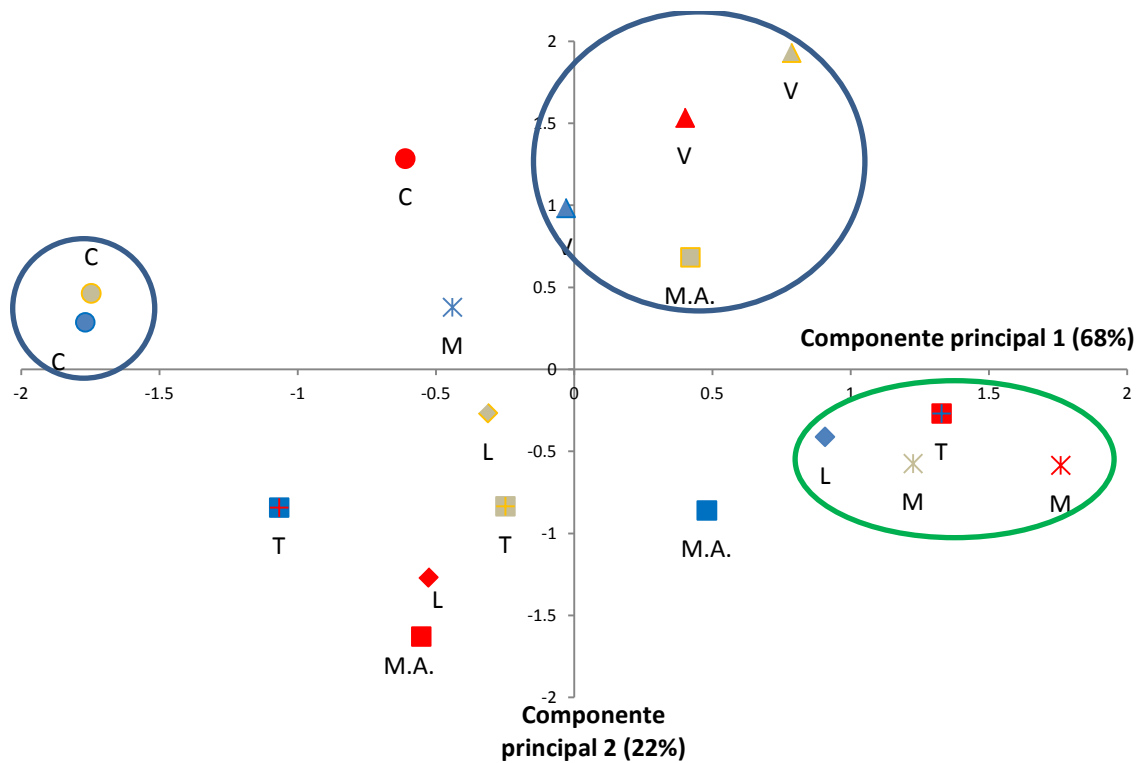 2
V
1.5
V
C
1
V
C
M.A.
0.5
M
C
Componente principal 1 (68%)
-2
-1.5
-1
-0.5
0
0
0.5
1
1.5
2
-0.5
L
L
T
M
M
T
T
-1
M.A.
L
-1.5
M.A.
-2
Componente
principal 2 (22%)